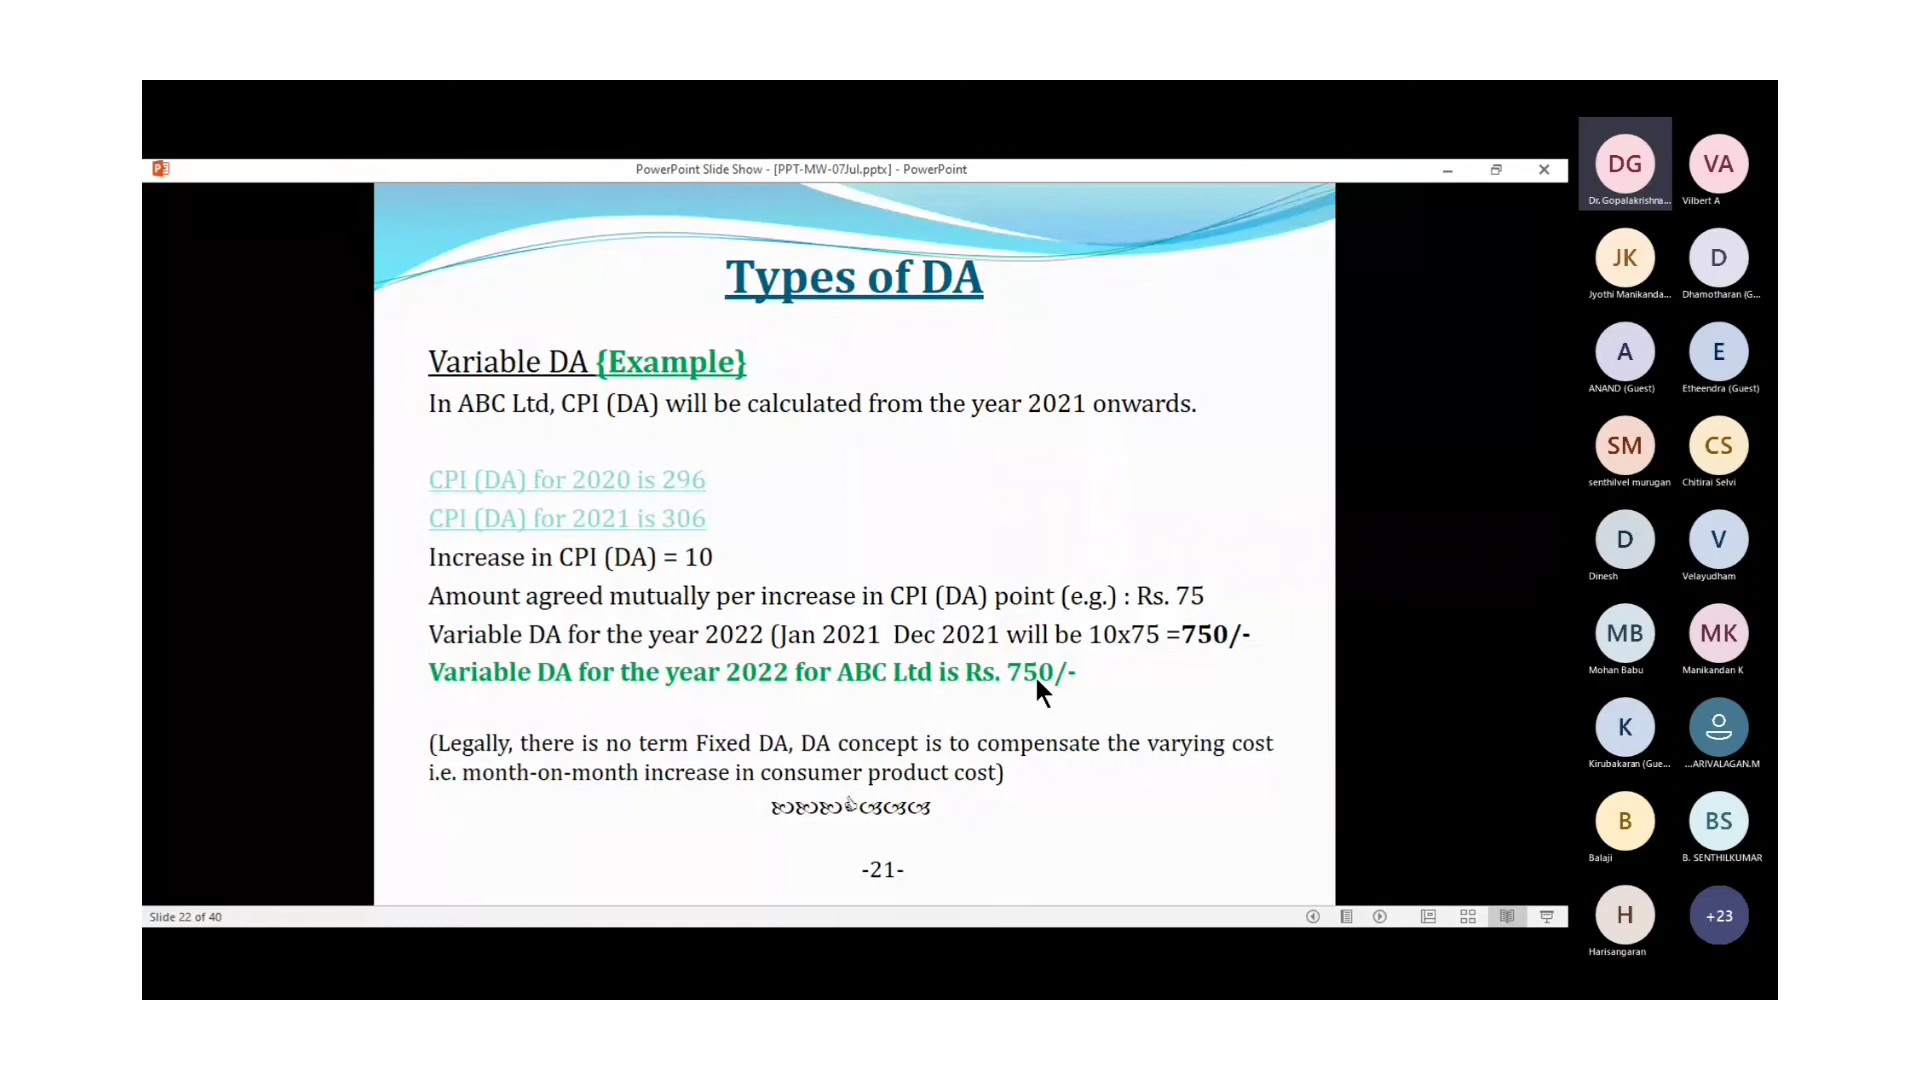 PowerPoint Slide Show - [PPT-MW-07Jul.pptx] - PowerPoint
Types of DA
Variable DA {Example}
In ABC Ltd, CPI (DA) will be calculated from the year 2021 onwards.
CPI (DA) for 2020 is 296
CPI (DA) for 2021 is 306
Increase in CPI (DA) = 10
Amount agreed mutually per increase in CPI (DA) point (e.g.) : Rs. 75
Variable DA for the year 2022 (Jan 2021 Dec 2021 will be 10x75 =750/-
Variable DA for the year 2022 for ABC Ltd is Rs. 750/-
(Legally, there is no term Fixed DA, DA concept is to compensate the varying cost
i.e. month-on-month increase in consumer product cost)
-21-
Slide 22 of 40
DG
VA
Dr. Gopalakrishna...
Vilbert A
JK
D
Jyothi Manikanda...
Dhamotharan (G...
A
E
ANAND (Guest)
Etheendra (Guest)
SM
CS
senthilvel murugan
Chitirai Selvi
D
V
Dinesh
Velayudham
MB
MK
Mohan Babu
Manikandan K
K
Kirubakaran (Gue...
...ARIVALAGAN.M
B
BS
Balaji
B. SENTHILKUMAR
H
+23
Harisangaran